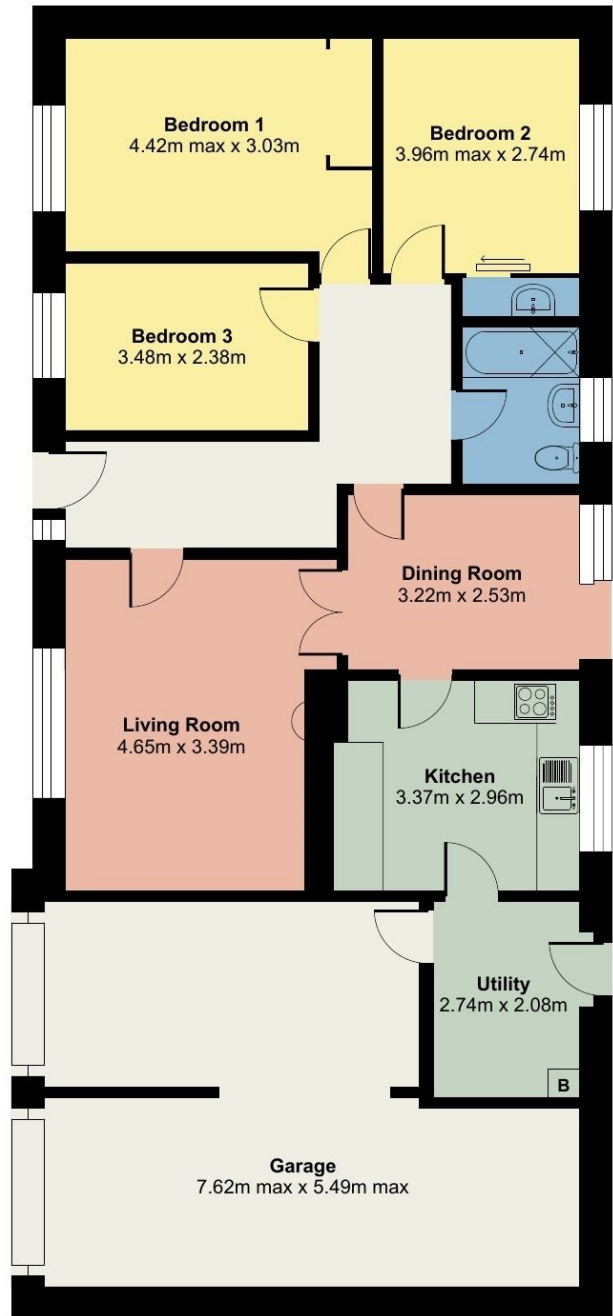 Bedroom 1
4.42m max x 3.03m
Bedroom 2
3.96m max x 2.74m
Bedroom 3
3.48m x 2.38m
Dining Room
3.22m x 2.53m
Living Room
4.65m x 3.39m
Kitchen
3.37m x 2.96m
Utility
2.74m x 2.08m
B
Garage
7.62m max x 5.49m max